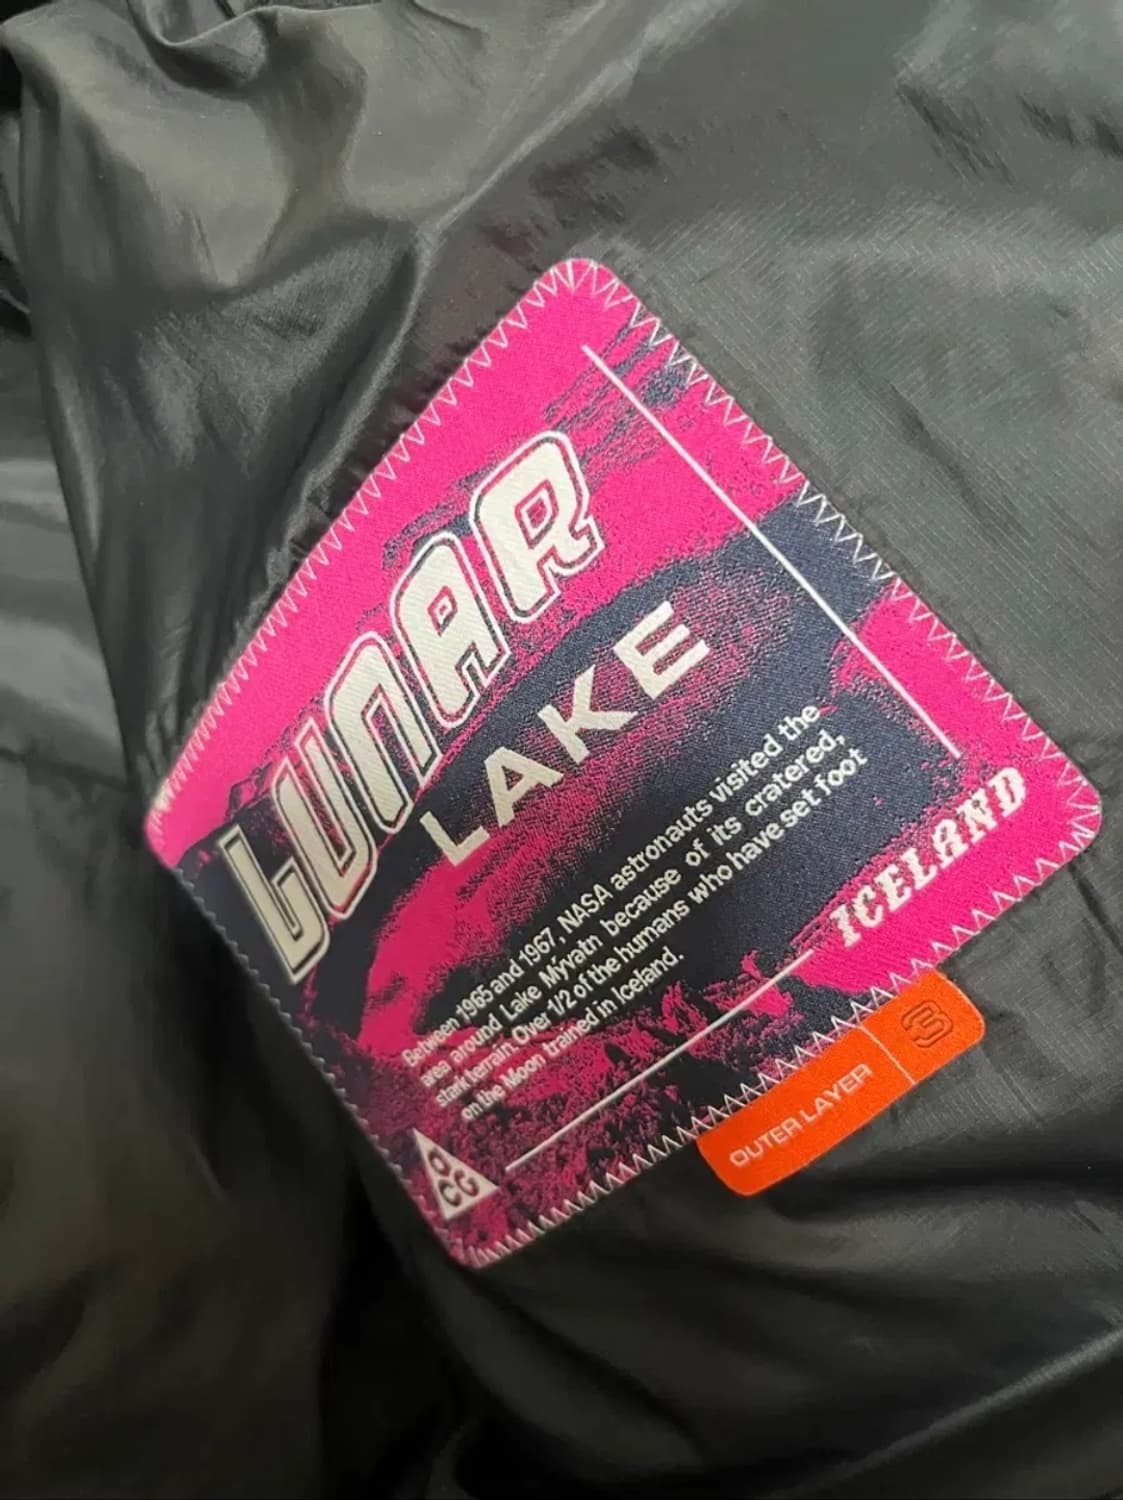 LUNAR
LAKE
Between 1965 and 1967, NASA astronauts visited the
area around Lake Mývatn because of its cratered,
stark terrain. Over 1/2 of the humans who have set foot
on the Moon trained in Iceland.
ICELAND
ACG
OUTER LAYER 3